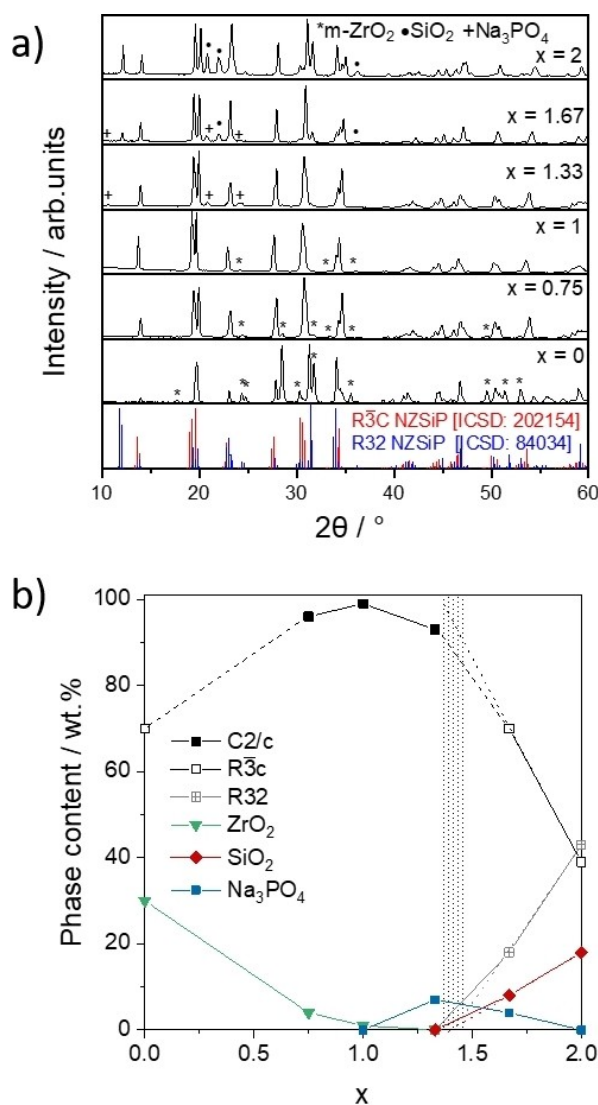 a)
*m-ZrO2 •SiO2 +Na3PO4
x = 2
x = 1.67
x = 1.33
x = 1
x = 0.75
x = 0
R3̅C NZSiP [ICSD: 202154]
R32 NZSiP [ICSD: 84034]
Intensity / arb.units
10 20 30 40 50 60
2θ / °
b)
100
80
60
40
20
0
Phase content / wt.%
C2/c
R3̅c
R32
ZrO2
SiO2
Na3PO4
0.0 0.5 1.0 1.5 2.0
x